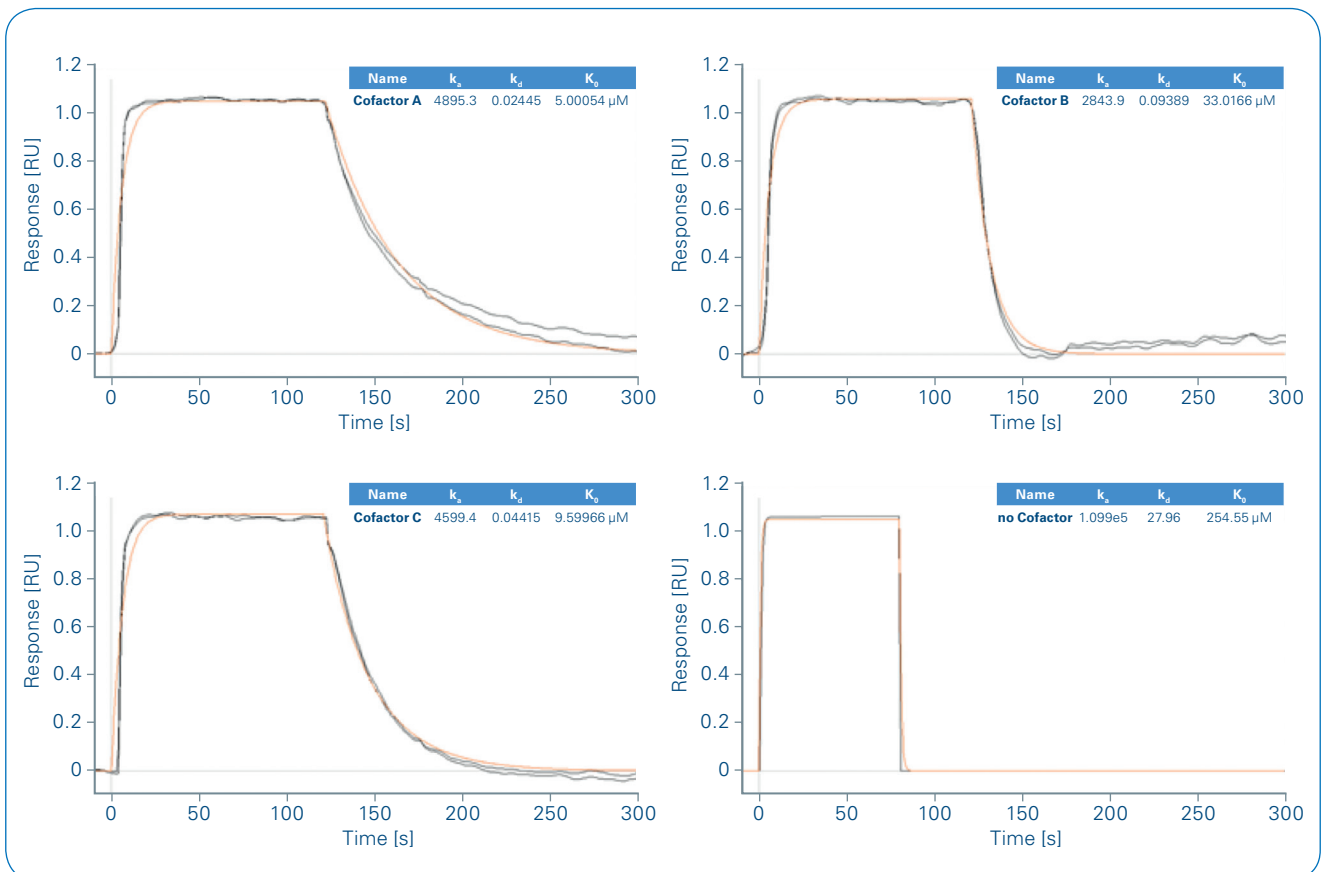 Name ka kd K0
Cofactor A 4895.3 0.02445 5.00054 µM
1.2
1.0
0.8
0.6
0.4
0.2
0
Response [RU]
0 50 100 150 200 250 300
Time [s]
Name ka kd K0
Cofactor B 2843.9 0.09389 33.0166 µM
1.2
1.0
0.8
0.6
0.4
0.2
0
Response [RU]
0 50 100 150 200 250 300
Time [s]
Name ka kd K0
Cofactor C 4599.4 0.04415 9.59966 µM
1.2
1.0
0.8
0.6
0.4
0.2
0
Response [RU]
0 50 100 150 200 250 300
Time [s]
Name ka kd K0
no Cofactor 1.099e5 27.96 254.55 µM
1.2
1.0
0.8
0.6
0.4
0.2
0
Response [RU]
0 50 100 150 200 250 300
Time [s]